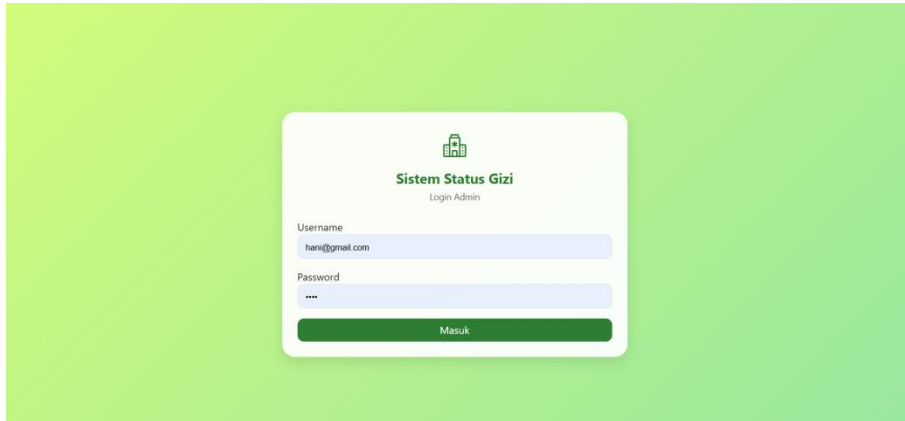 Sistem Status Gizi
Login Admin
Username
hani@gmail.com
Password
••••
Masuk